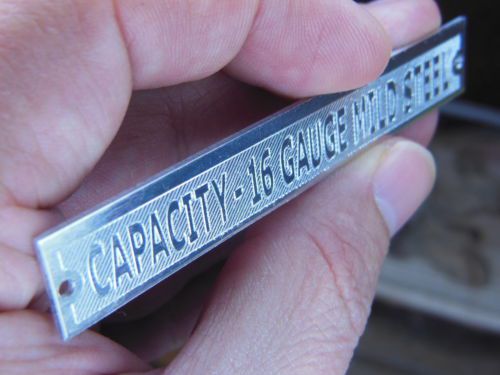 CAPACITY - 16 GAUGE MILD STEEL